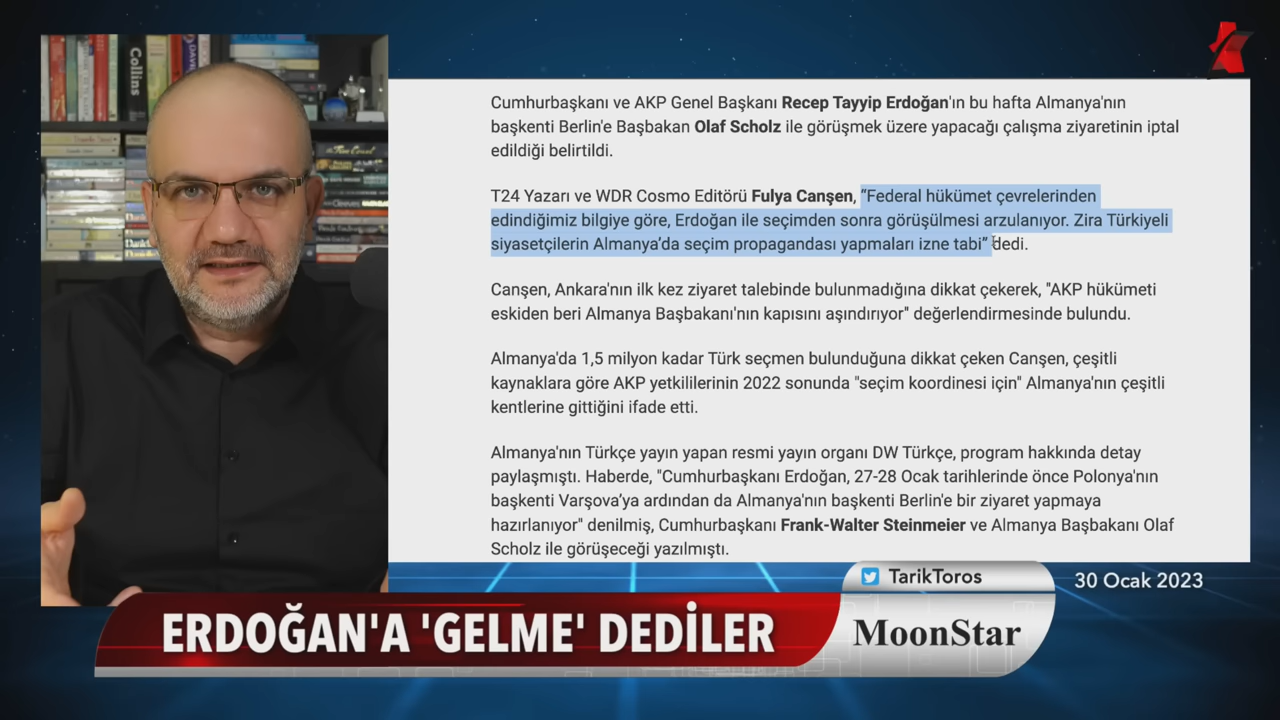 Collins
Cumhurbaşkanı ve AKP Genel Başkanı Recep Tayyip Erdoğan'ın bu hafta Almanya'nın
başkenti Berlin'e Başbakan Olaf Scholz ile görüşmek üzere yapacağı çalışma ziyaretinin iptal
edildiği belirtildi.
T24 Yazarı ve WDR Cosmo Editörü Fulya Canşen, “Federal hükümet çevrelerinden
edindiğimiz bilgiye göre, Erdoğan ile seçimden sonra görüşülmesi arzulanıyor. Zira Türkiyeli
siyasetçilerin Almanya’da seçim propagandası yapmaları izne tabi” dedi.
Canşen, Ankara'nın ilk kez ziyaret talebinde bulunmadığına dikkat çekerek, "AKP hükümeti
eskiden beri Almanya Başbakanı'nın kapısını aşındırıyor" değerlendirmesinde bulundu.
Almanya'da 1,5 milyon kadar Türk seçmen bulunduğuna dikkat çeken Canşen, çeşitli
kaynaklara göre AKP yetkililerinin 2022 sonunda "seçim koordinesi için" Almanya'nın çeşitli
kentlerine gittiğini ifade etti.
Almanya'nın Türkçe yayın yapan resmi yayın organı DW Türkçe, program hakkında detay
paylaşmıştı. Haberde, "Cumhurbaşkanı Erdoğan, 27-28 Ocak tarihlerinde önce Polonya'nın
başkenti Varşova’ya ardından da Almanya'nın başkenti Berlin'e bir ziyaret yapmaya
hazırlanıyor" denilmiş, Cumhurbaşkanı Frank-Walter Steinmeier ve Almanya Başbakanı Olaf
Scholz ile görüşeceği yazılmıştı.
TarikToros
30 Ocak 2023
ERDOĞAN'A 'GELME' DEDİLER
MoonStar